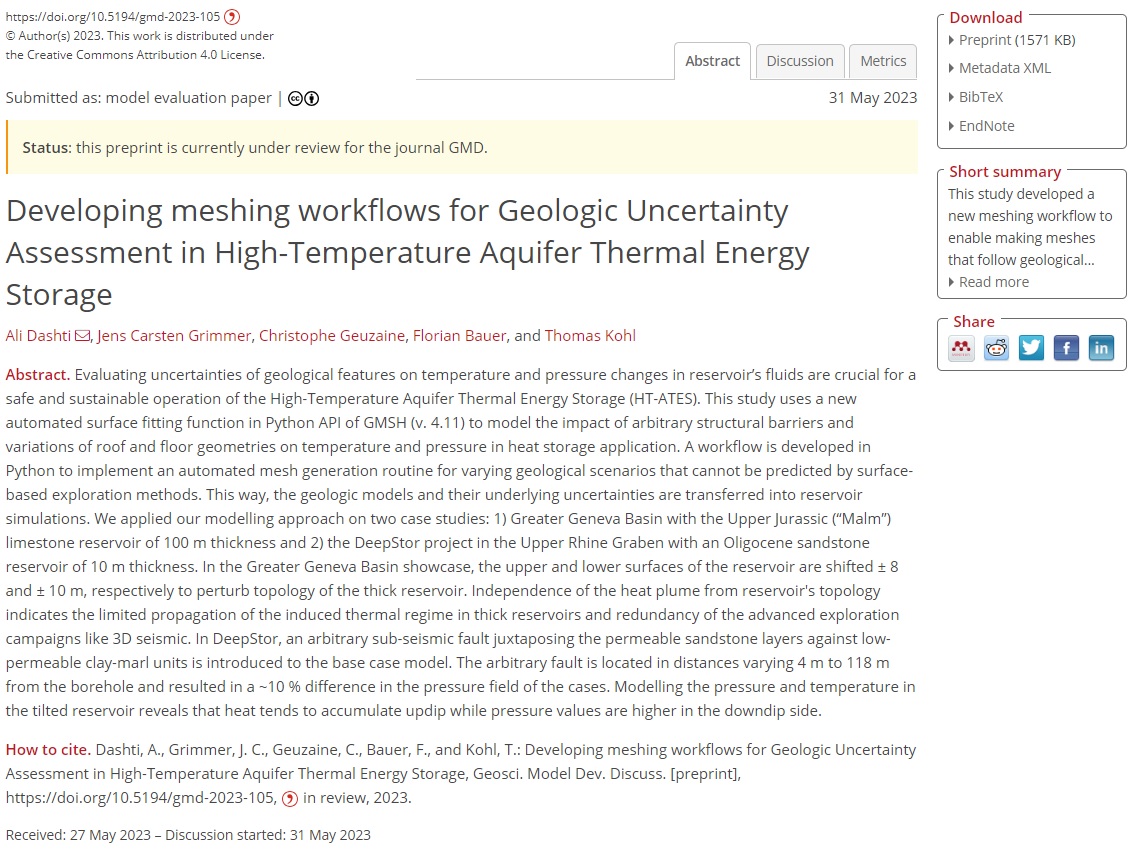 https://doi.org/10.5194/gmd-2023-105
© Author(s) 2023. This work is distributed under
the Creative Commons Attribution 4.0 License.
Abstract
Discussion
Metrics
Submitted as: model evaluation paper |
31 May 2023
Status: this preprint is currently under review for the journal GMD.
Developing meshing workflows for Geologic Uncertainty
Assessment in High-Temperature Aquifer Thermal Energy
Storage
Ali Dashti, Jens Carsten Grimmer, Christophe Geuzaine, Florian Bauer, and Thomas Kohl
Abstract. Evaluating uncertainties of geological features on temperature and pressure changes in reservoir’s fluids are crucial for a
safe and sustainable operation of the High-Temperature Aquifer Thermal Energy Storage (HT-ATES). This study uses a new
automated surface fitting function in Python API of GMSH (v. 4.11) to model the impact of arbitrary structural barriers and
variations of roof and floor geometries on temperature and pressure in heat storage application. A workflow is developed in
Python to implement an automated mesh generation routine for varying geological scenarios that cannot be predicted by surface-
based exploration methods. This way, the geologic models and their underlying uncertainties are transferred into reservoir
simulations. We applied our modelling approach on two case studies: 1) Greater Geneva Basin with the Upper Jurassic (“Malm”)
limestone reservoir of 100 m thickness and 2) the DeepStor project in the Upper Rhine Graben with an Oligocene sandstone
reservoir of 10 m thickness. In the Greater Geneva Basin showcase, the upper and lower surfaces of the reservoir are shifted ± 8
and ± 10 m, respectively to perturb topology of the thick reservoir. Independence of the heat plume from reservoir's topology
indicates the limited propagation of the induced thermal regime in thick reservoirs and redundancy of the advanced exploration
campaigns like 3D seismic. In DeepStor, an arbitrary sub-seismic fault juxtaposing the permeable sandstone layers against low-
permeable clay-marl units is introduced to the base case model. The arbitrary fault is located in distances varying 4 m to 118 m
from the borehole and resulted in a ~10 % difference in the pressure field of the cases. Modelling the pressure and temperature in
the tilted reservoir reveals that heat tends to accumulate updip while pressure values are higher in the downdip side.
How to cite. Dashti, A., Grimmer, J. C., Geuzaine, C., Bauer, F., and Kohl, T.: Developing meshing workflows for Geologic Uncertainty
Assessment in High-Temperature Aquifer Thermal Energy Storage, Geosci. Model Dev. Discuss. [preprint],
https://doi.org/10.5194/gmd-2023-105, in review, 2023.
Received: 27 May 2023 – Discussion started: 31 May 2023
Download
Preprint (1571 KB)
Metadata XML
BibTeX
EndNote
Short summary
This study developed a
new meshing workflow to
enable making meshes
that follow geological...
Read more
Share